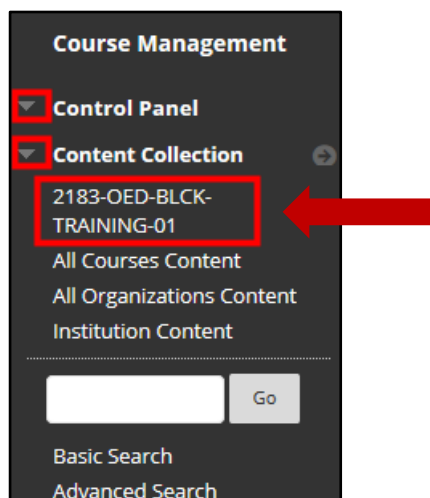 Course Management
Control Panel
Content Collection
2183-OED-BLCK-
TRAINING-01
All Courses Content
All Organizations Content
Institution Content
Go
Basic Search
Advanced Search